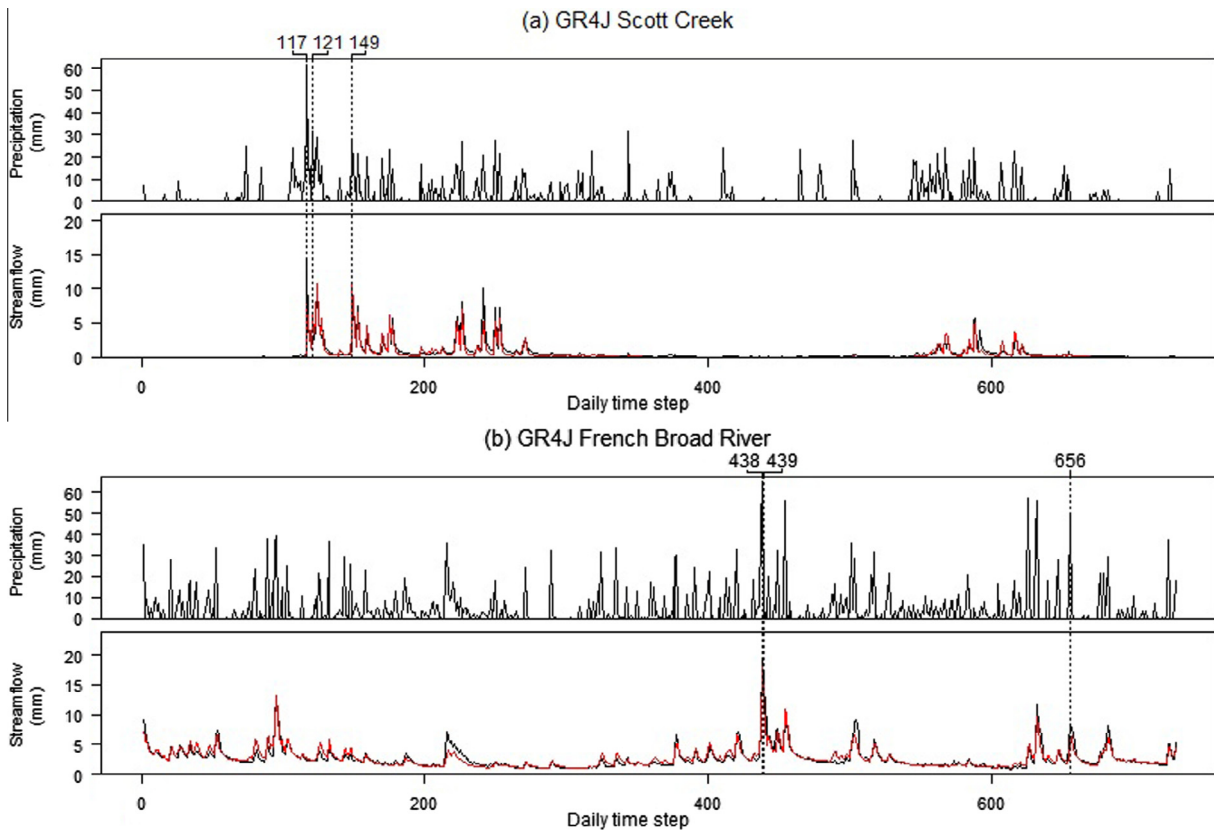 (a) GR4J Scott Creek
117 121 149
Precipitation
(mm)
60
50
40
30
20
10
0
Streamflow
(mm)
20
15
10
5
0
0 200 400 600
Daily time step
(b) GR4J French Broad River
438 439 656
Precipitation
(mm)
60
50
40
30
20
10
0
Streamflow
(mm)
20
15
10
5
0
0 200 400 600
Daily time step